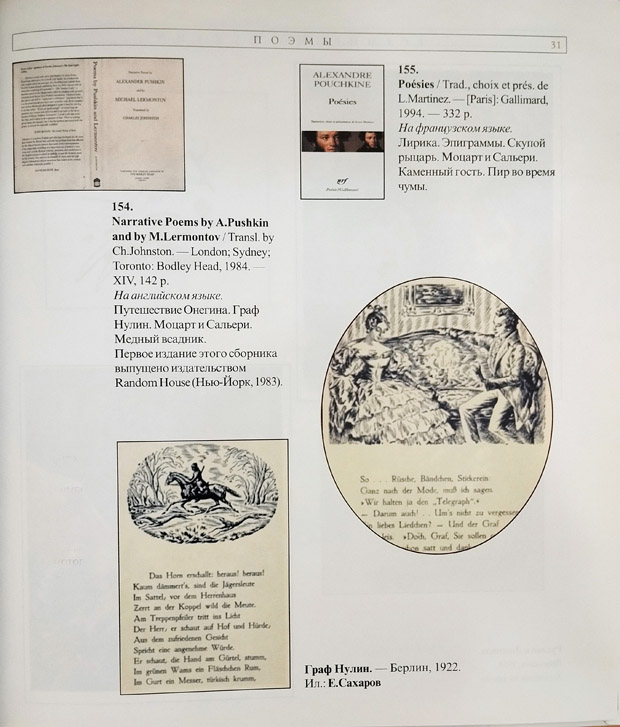 ПОЭМЫ
31
Poems by Pushkin and Lermontov
ALEXANDER PUSHKIN
MICHAEL LERMONTOV
CHARLES JOHNSTON
ALEXANDRE
POUCHKINE
Poésies
nrf
155.
Poésies / Trad., choix et prés. de
L.Martinez. — [Paris]: Gallimard,
1994. — 332 p.
На французском языке.
Лирика. Эпиграммы. Скупой
рыцарь. Моцарт и Сальери.
Каменный гость. Пир во время
чумы.
154.
Narrative Poems by A.Pushkin
and by M.Lermontov / Transl. by
Ch.Johnston. — London; Sydney;
Toronto: Bodley Head, 1984. —
XIV, 142 p.
На английском языке.
Путешествие Онегина. Граф
Нулин. Моцарт и Сальери.
Медный всадник.
Первое издание этого сборника
выпущено издательством
Random House (Нью-Йорк, 1983).
So . . . Rüsche, Bändchen, Stickerein
Ganz nach der Mode, muß ich sagen.
»Wir halten ja den „Telegraph“.«
— Darum auch! . . Um's nicht zu vergessen
liebes Liedchen? — Und der Graf
»Doch, Graf, Sie sollen
schon satt und
Das Horn erschallt: heraus! heraus!
Kaum dämmert's, sind die Jägersleute
Im Sattel, vor dem Herrenhaus
Zerrt an der Koppel wild die Meute.
Am Treppenpfeiler tritt ins Licht
Der Herr; er schaut auf Hof und Hürde,
Aus dem zufriedenen Gesicht
Spricht eine angenehme Würde.
Er schaut, die Hand am Gürtel, stumm,
Im grünen Wams ein Fläschchen Rum,
Im Gurt ein Messer, türkisch krumm,
Граф Нулин. — Берлин, 1922.
Ил.: Е.Сахаров